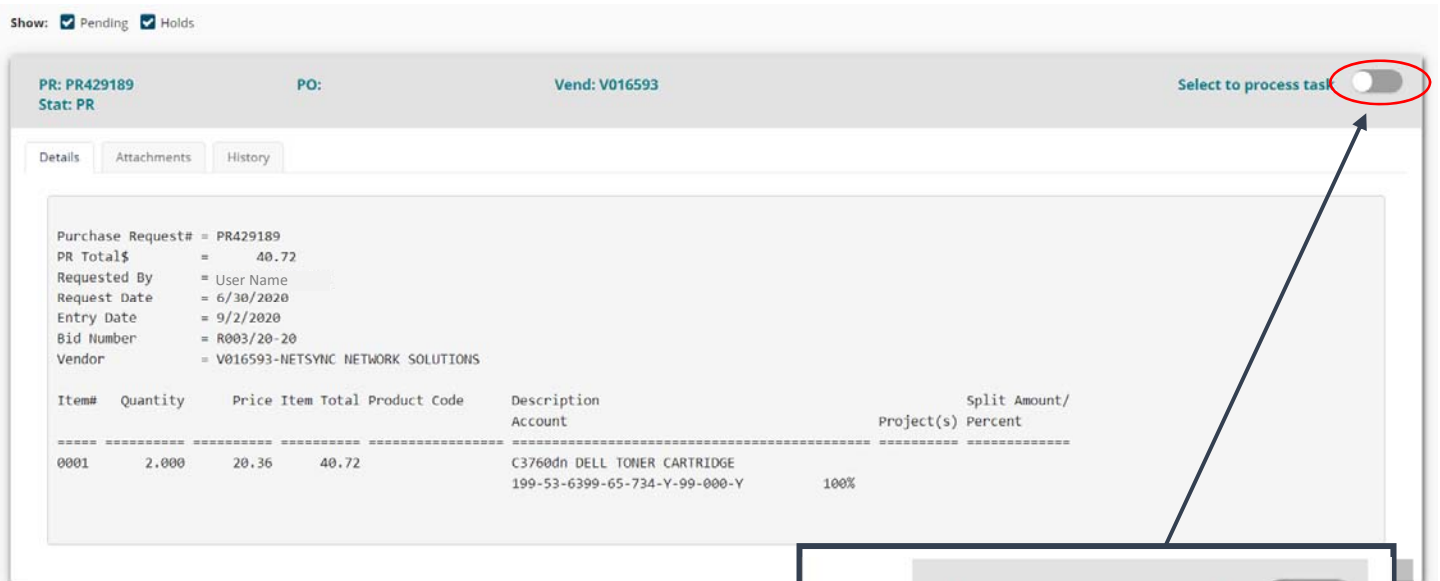 Show: Pending Holds
PR: PR429189 PO: Vend: V016593 Select to process task
Stat: PR
Details Attachments History
Purchase Request# = PR429189
PR Total$ = 40.72
Requested By = User Name
Request Date = 6/30/2020
Entry Date = 9/2/2020
Bid Number = R003/20-20
Vendor = V016593-NETSYNC NETWORK SOLUTIONS
Item# Quantity Price Item Total Product Code Description Split Amount/
Account Project(s) Percent
===== ========== ========== ========== ================= ============================================= ========== =============
0001 2.000 20.36 40.72 C3760dn DELL TONER CARTRIDGE
199-53-6399-65-734-Y-99-000-Y 100%